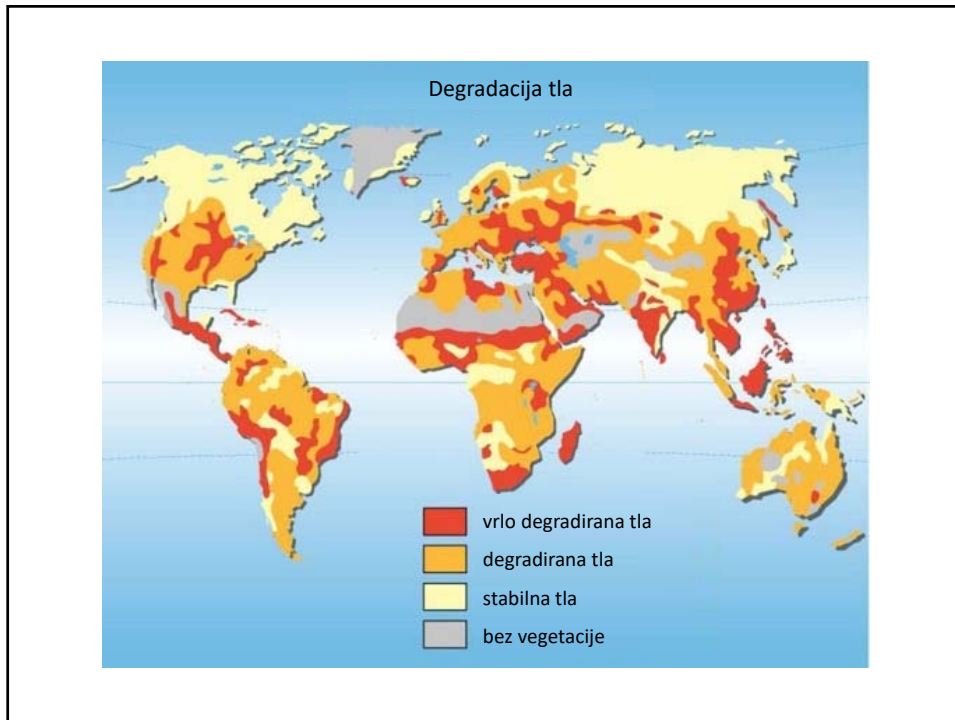 Degradacija tla
vrlo degradirana tla
degradirana tla
stabilna tla
bez vegetacije